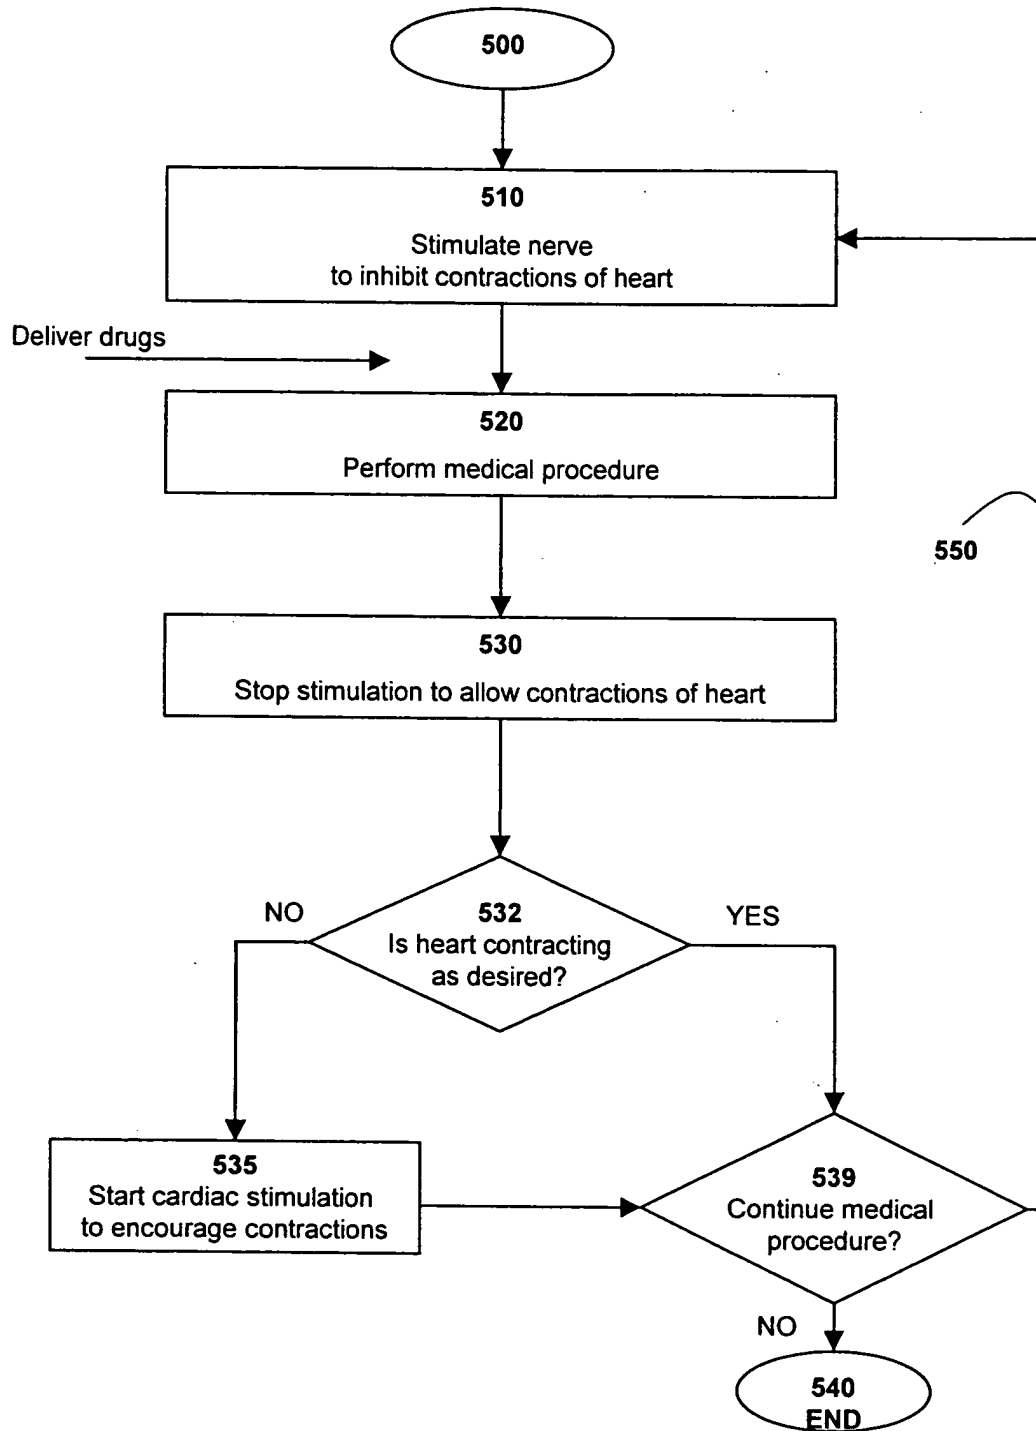 500
510
Stimulate nerve
to inhibit contractions of heart
Deliver drugs
520
Perform medical procedure
550
530
Stop stimulation to allow contractions of heart
NO
532
YES
Is heart contracting
as desired?
535
Start cardiac stimulation
to encourage contractions
539
Continue medical
procedure?
NO
540
END